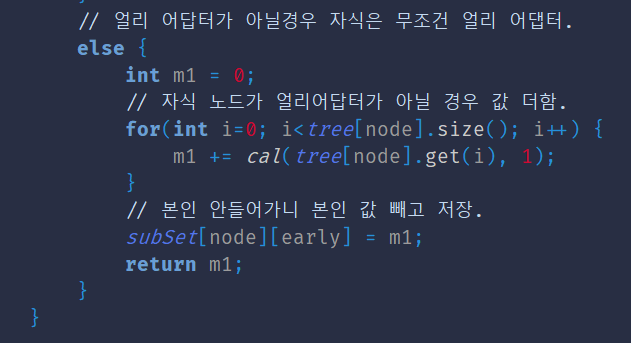 // 얼리 어답터가 아닐경우 자식은 무조건 얼리 어댑터.
else {
int m1 = 0;
// 자식 노드가 얼리어답터가 아닐 경우 값 더함.
for(int i=0; i<tree[node].size(); i++) {
m1 += cal(tree[node].get(i), 1);
}
// 본인 안들어가니 본인 값 빼고 저장.
subSet[node][early] = m1;
return m1;
}
}